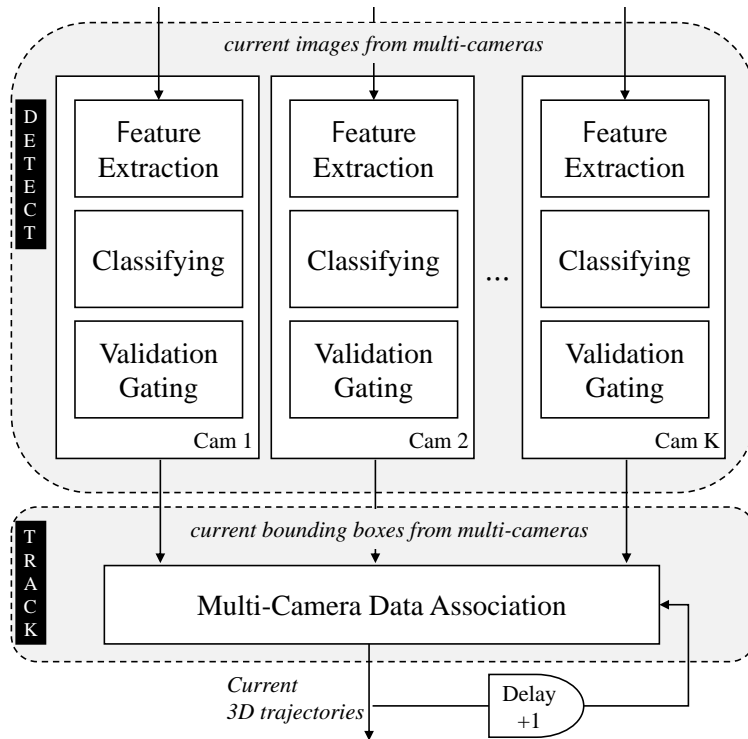 current images from multi-cameras
DETECT
Feature
Extraction
Classifying
Validation
Gating
Cam 1
Feature
Extraction
Classifying
Validation
Gating
Cam 2
...
Feature
Extraction
Classifying
Validation
Gating
Cam K
TRACK
current bounding boxes from multi-cameras
Multi-Camera Data Association
Current
3D trajectories
Delay
+1